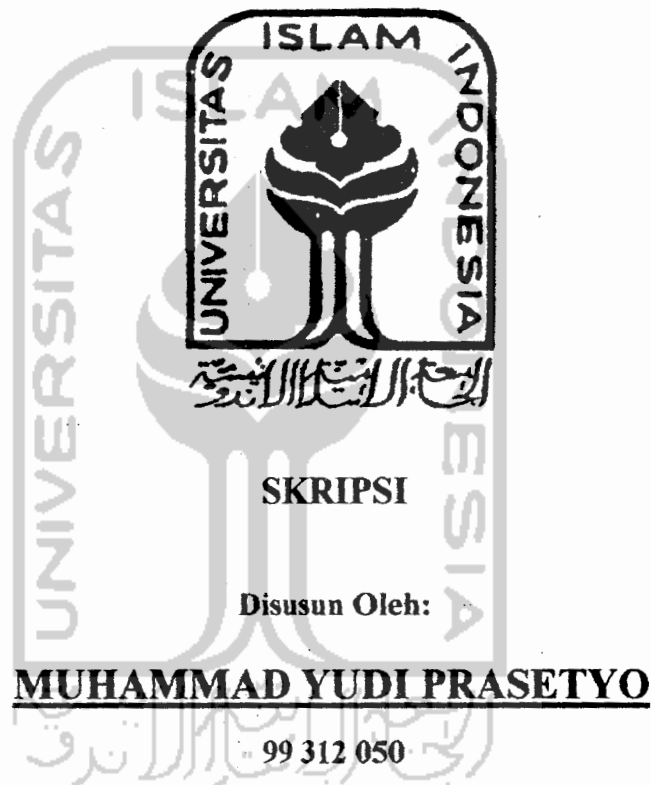 UNIVERSITAS ISLAM INDONESIA
SKRIPSI
Disusun Oleh:
MUHAMMAD YUDI PRASETYO
99 312 050